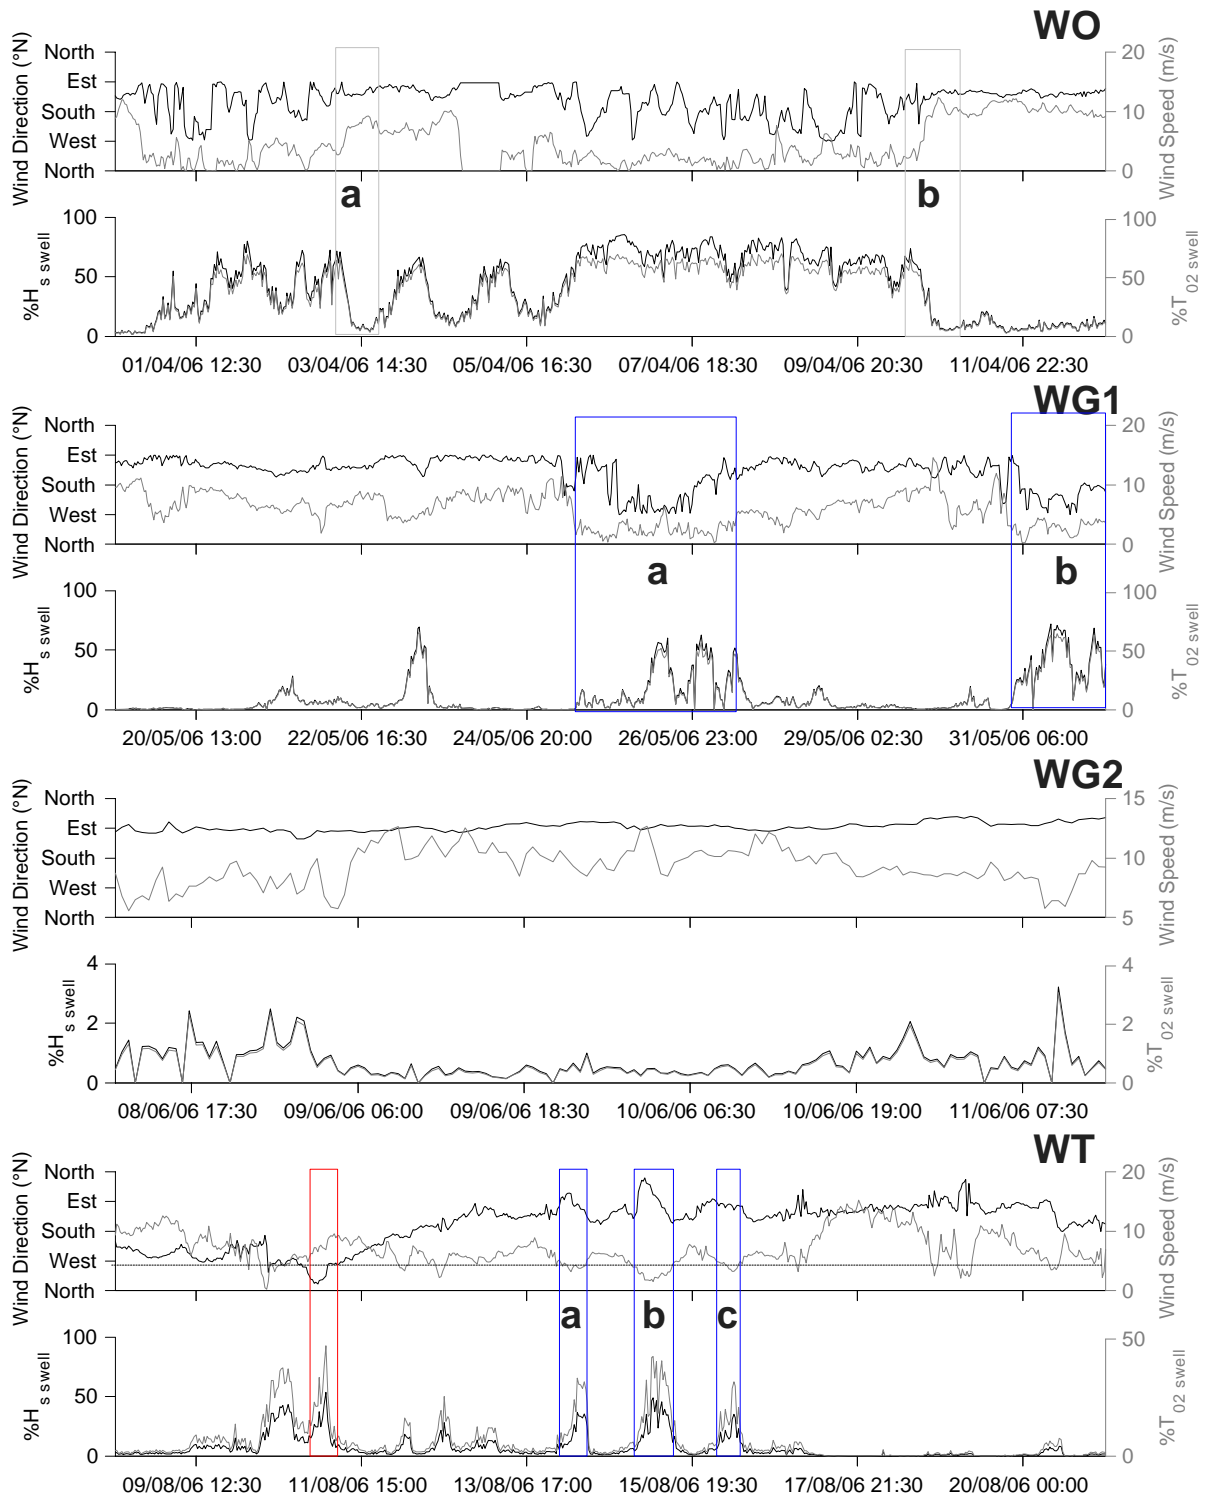 WO
Wind Direction (°N)
North
Est
South
West
North
20
10
0
Wind Speed (m/s)
a
b
%H s swell
100
50
0
100
50
0
%T 02 swell
01/04/06 12:30 03/04/06 14:30 05/04/06 16:30 07/04/06 18:30 09/04/06 20:30 11/04/06 22:30
WG1
Wind Direction (°N)
North
Est
South
West
North
20
10
0
Wind Speed (m/s)
a
b
%H s swell
100
50
0
100
50
0
%T 02 swell
20/05/06 13:00 22/05/06 16:30 24/05/06 20:00 26/05/06 23:00 29/05/06 02:30 31/05/06 06:00
WG2
Wind Direction (°N)
North
Est
South
West
North
15
10
5
Wind Speed (m/s)
%H s swell
4
2
0
4
2
0
%T 02 swell
08/06/06 17:30 09/06/06 06:00 09/06/06 18:30 10/06/06 06:30 10/06/06 19:00 11/06/06 07:30
WT
Wind Direction (°N)
North
Est
South
West
North
20
10
0
Wind Speed (m/s)
a
b
c
%H s swell
100
50
0
50
0
%T 02 swell
09/08/06 12:30 11/08/06 15:00 13/08/06 17:00 15/08/06 19:30 17/08/06 21:30 20/08/06 00:00